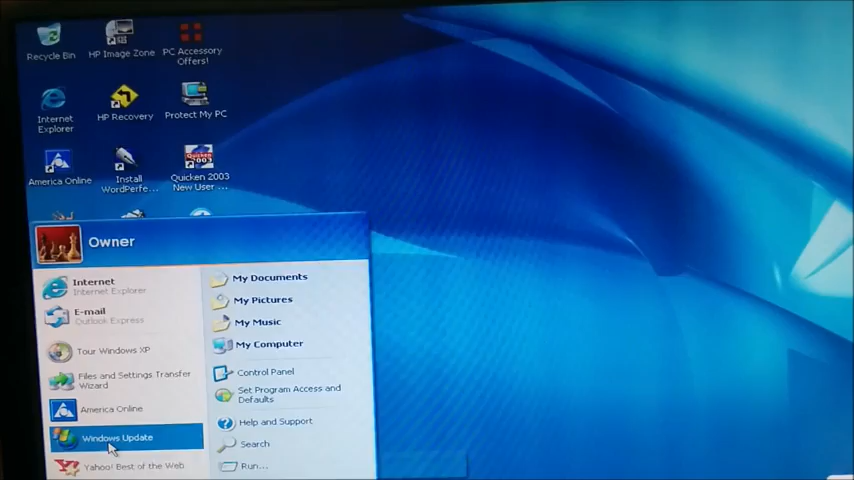 Recycle Bin
HP Image Zone
PC Accessory
Offers!
Internet
Explorer
HP Recovery
Protect My PC
America Online
Install
WordPerfe...
Quicken 2003
New User ...
Quicken
2003
Owner
Internet
Internet Explorer
E-mail
Outlook Express
Tour Windows XP
Files and Settings Transfer
Wizard
America Online
Windows Update
Yahoo! Best of the Web
My Documents
My Pictures
My Music
My Computer
Control Panel
Set Program Access and
Defaults
Help and Support
Search
Run...